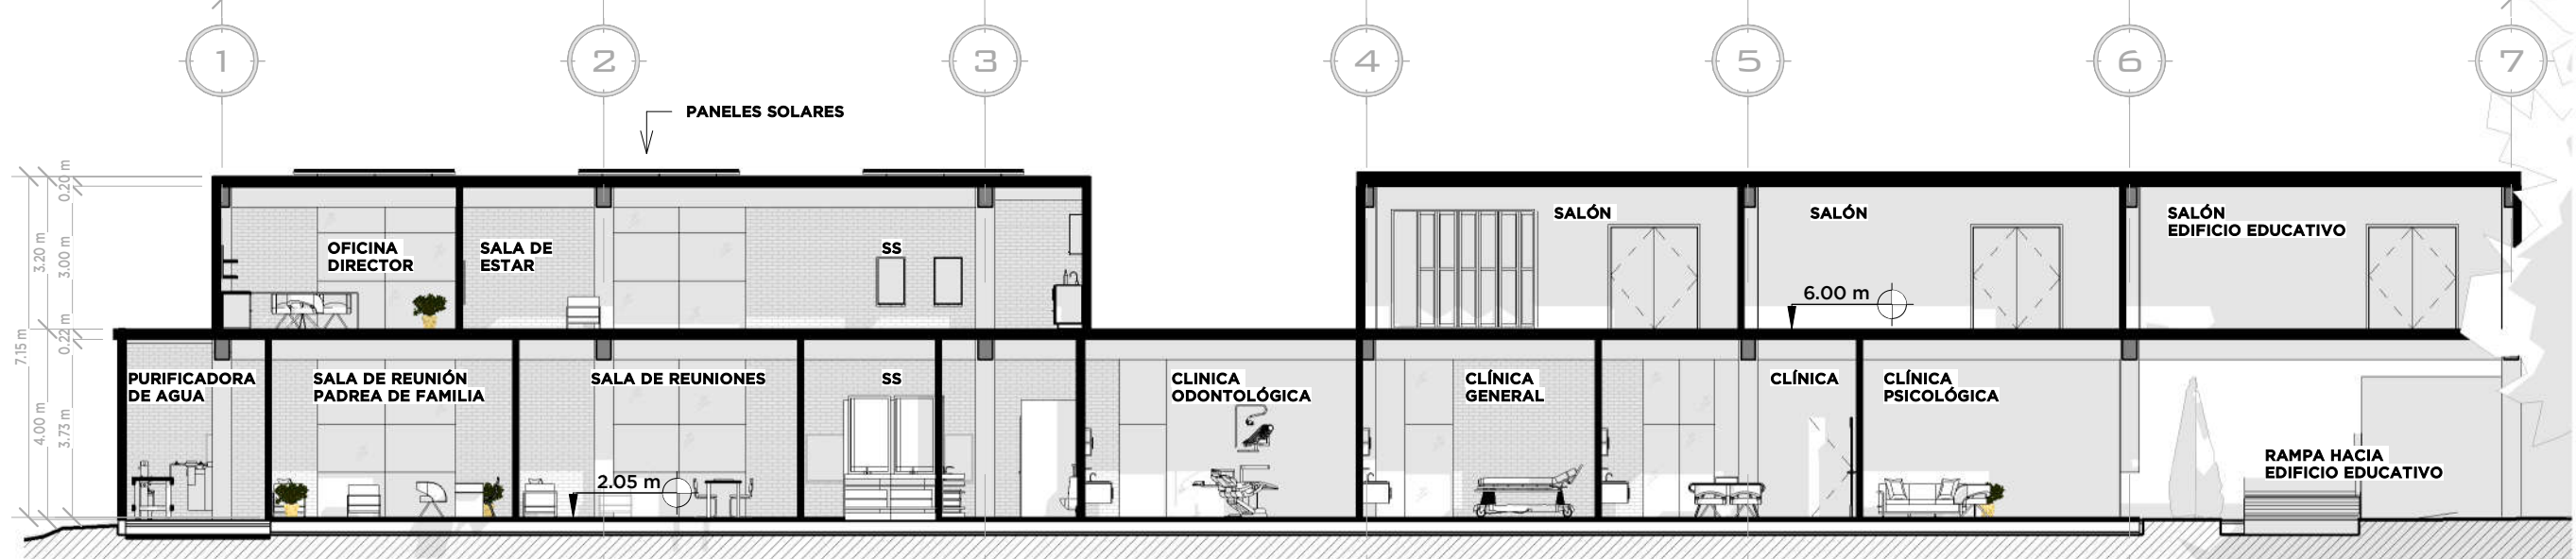 1
2
3
4
5
6
7
PANELES SOLARES
0.20 m
3.20 m
3.00 m
0.22 m
7.15 m
4.00 m
3.73 m
OFICINA
DIRECTOR
SALA DE
ESTAR
SS
SALÓN
SALÓN
SALÓN
EDIFICIO EDUCATIVO
6.00 m
PURIFICADORA
DE AGUA
SALA DE REUNIÓN
PADREA DE FAMILIA
SALA DE REUNIONES
2.05 m
SS
CLINICA
ODONTOLÓGICA
CLÍNICA
GENERAL
CLÍNICA
CLÍNICA
PSICOLÓGICA
RAMPA HACIA
EDIFICIO EDUCATIVO